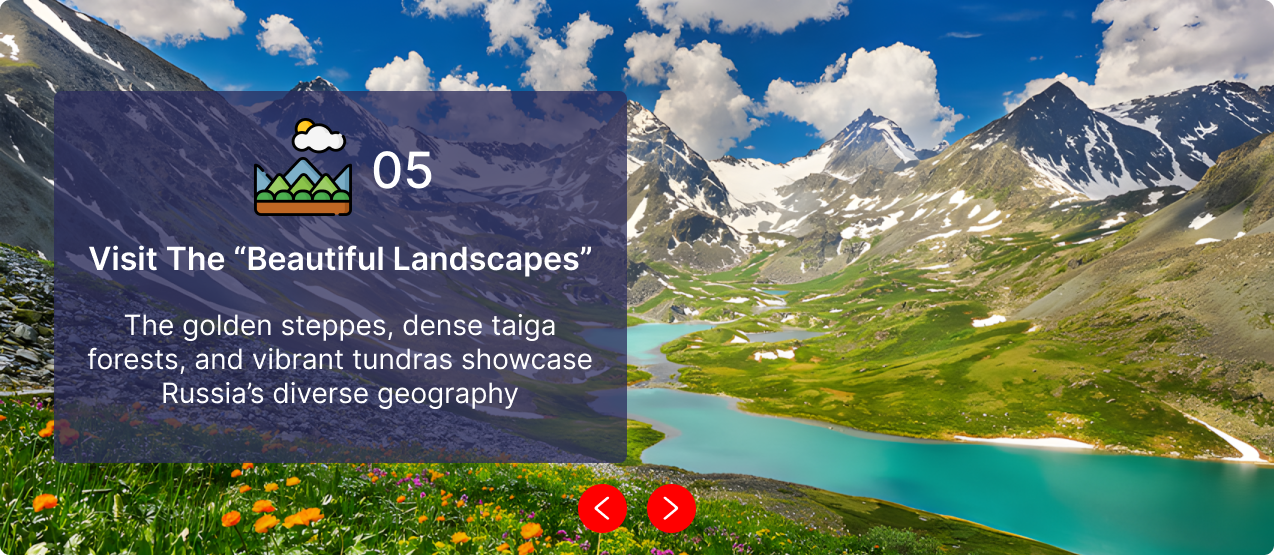 05
Visit The “Beautiful Landscapes”
The golden steppes, dense taiga
forests, and vibrant tundras showcase
Russia’s diverse geography